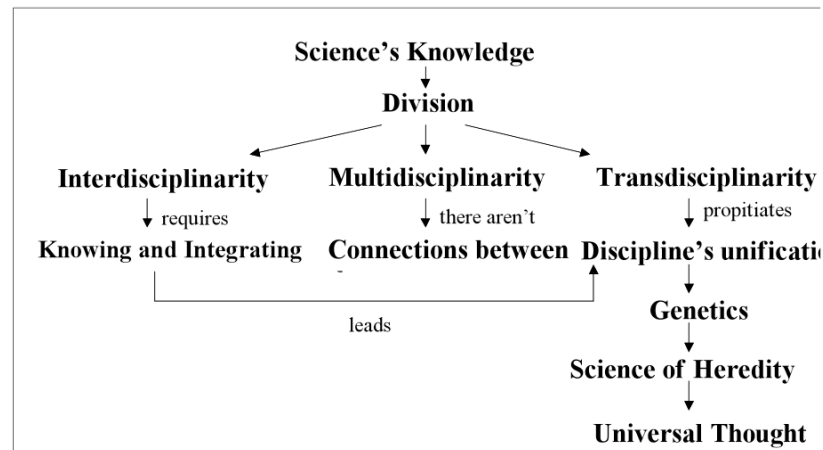 Science's Knowledge
Division
Interdisciplinarity Multidisciplinarity Transdisciplinarity
requires there aren't propitiates
Knowing and Integrating Connections between Discipline's
leads
Genetics
Science of Heredity
Universal Thought